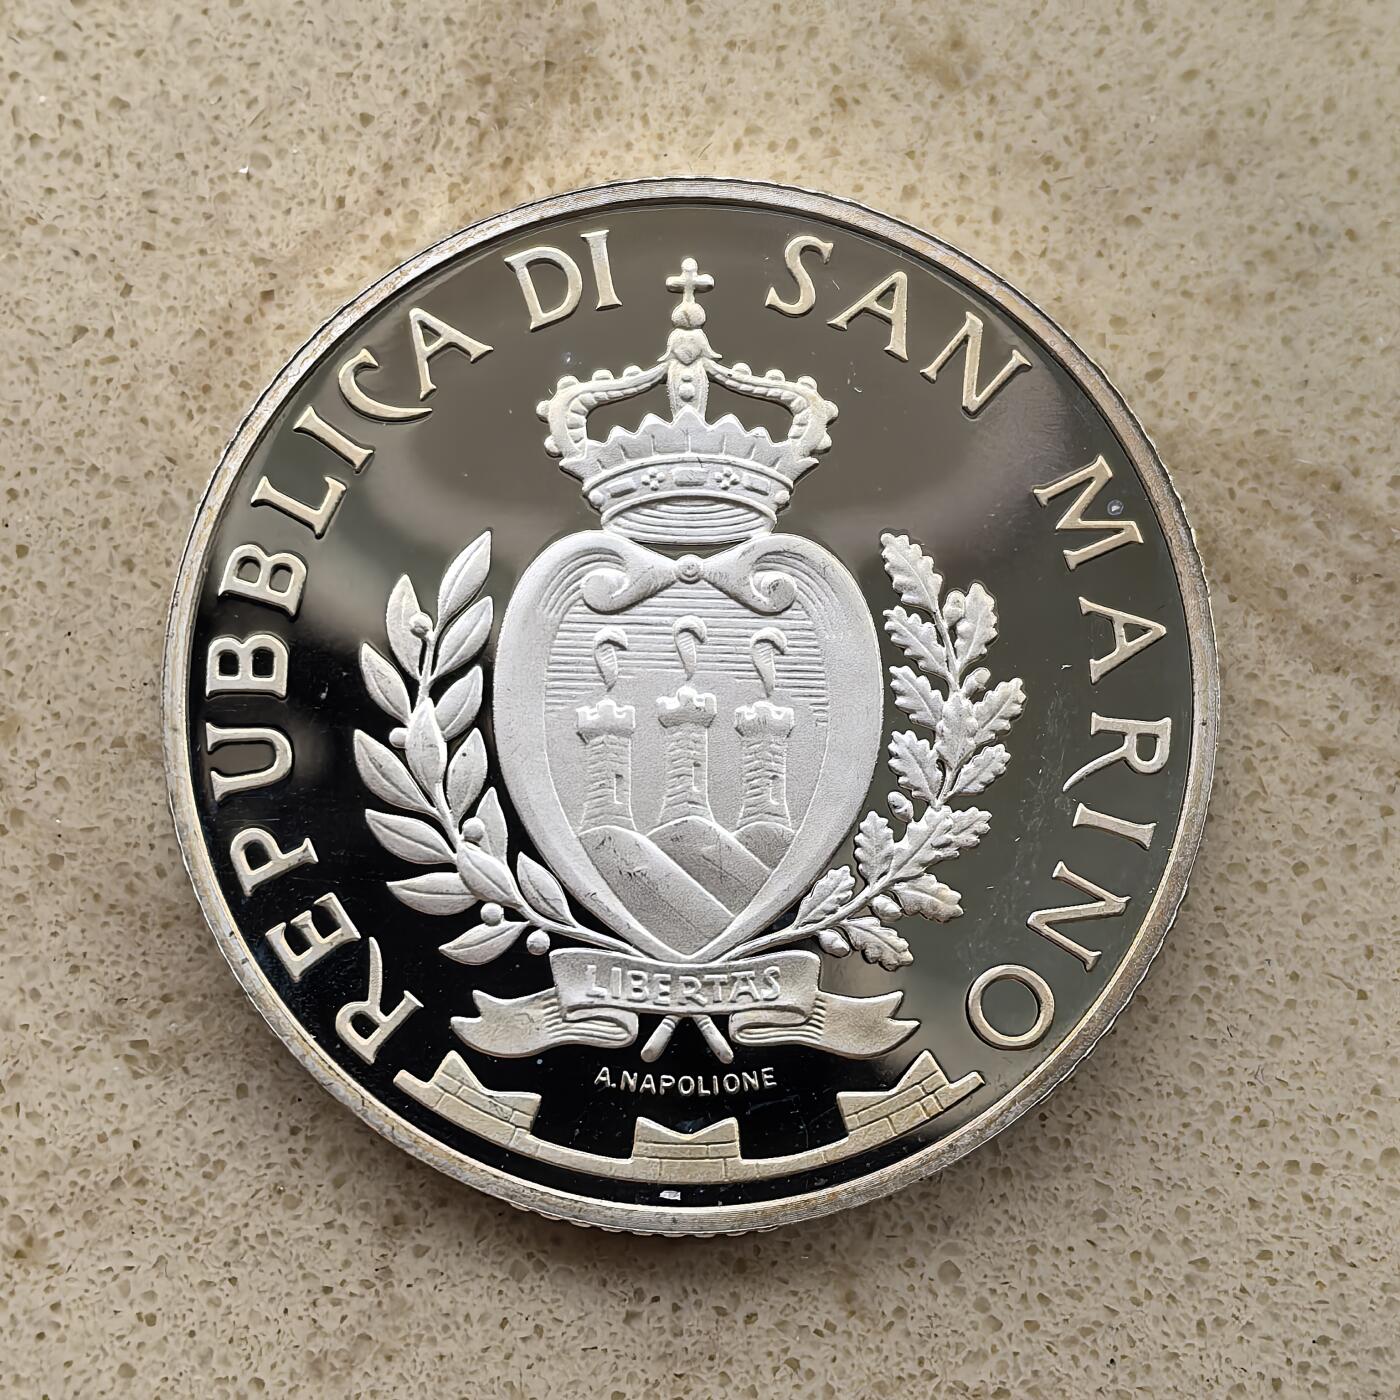 REPUBBLICA DI SAN MARINO
LIBERTAS
A.NAPOLIONE